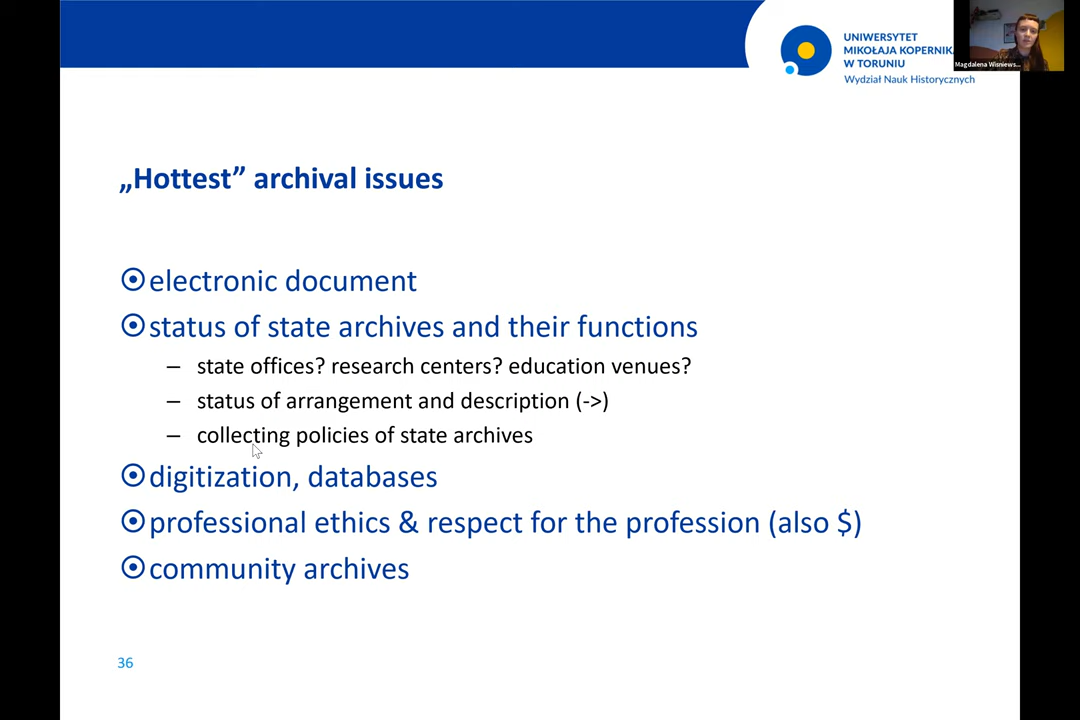 UNIWERSYTET
MIKOŁAJA KOPERNIKA
W TORUNIU
Wydział Nauk Historycznych
Magdalena Wiśniews...
„Hottest” archival issues
electronic document
status of state archives and their functions
– state offices? research centers? education venues?
– status of arrangement and description (->)
– collecting policies of state archives
digitization, databases
professional ethics & respect for the profession (also $)
community archives
36